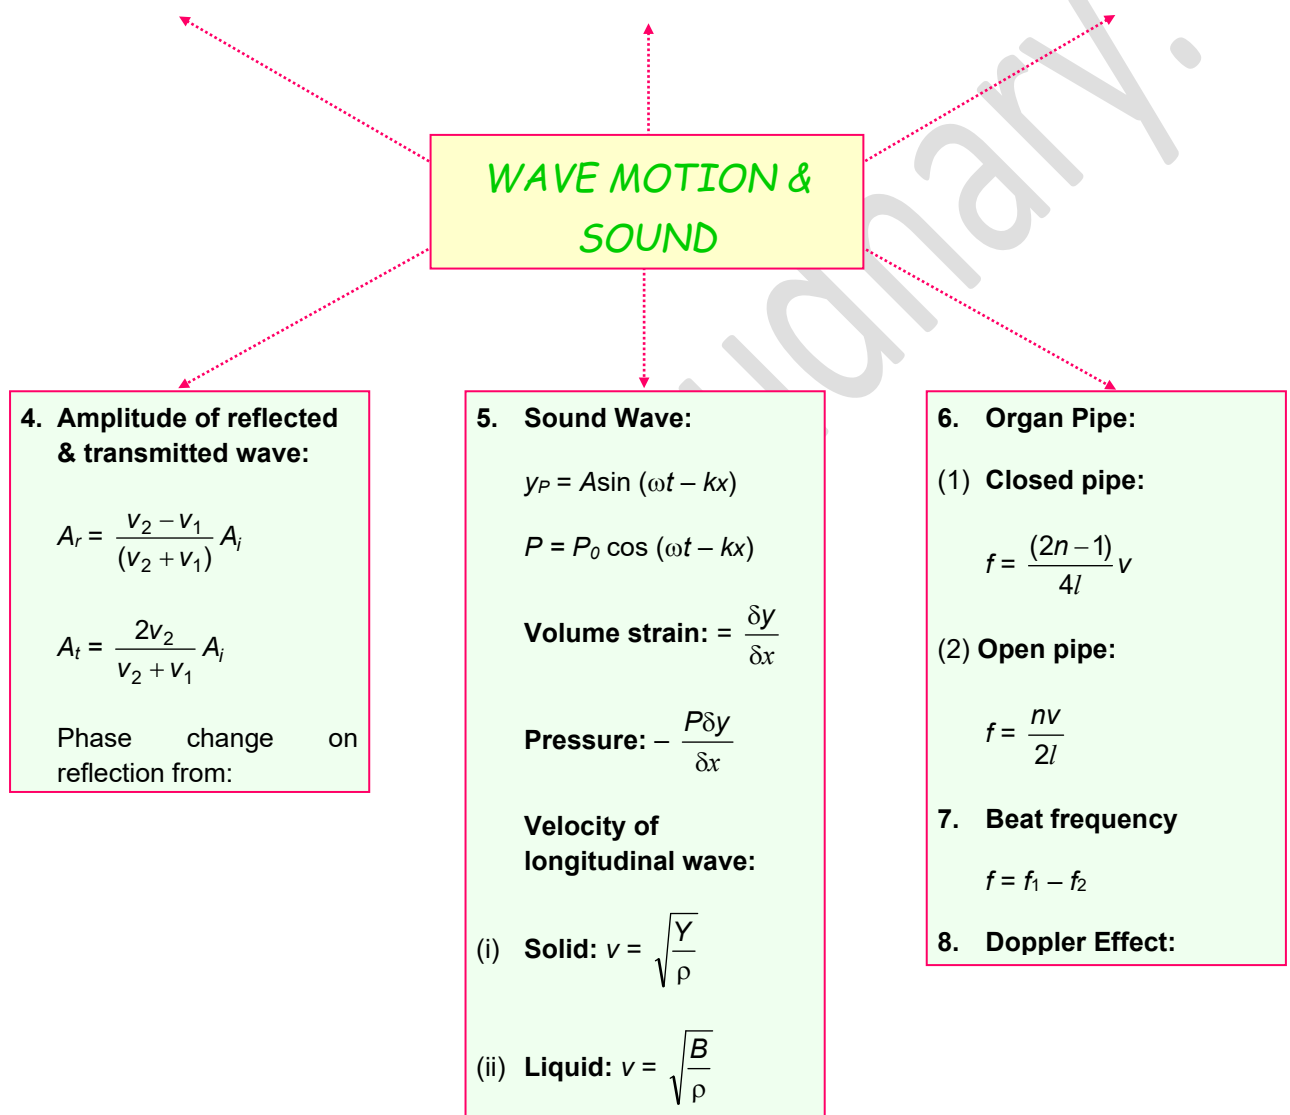 WAVE MOTION &
SOUND
4. Amplitude of reflected
& transmitted wave:
A_r = (v_2 – v_1)/((v_2 + v_1)) A_i
A_t = (2v_2)/(v_2 + v_1) A_i
Phase change on
reflection from:
5. Sound Wave:
y_P = Asin (ωt – kx)
P = P_0 cos (ωt – kx)
Volume strain: = δy/δx
Pressure: – Pδy/δx
Velocity of
longitudinal wave:
(i) Solid: v = √(Y/ρ)
(ii) Liquid: v = √(B/ρ)
6. Organ Pipe:
(1) Closed pipe:
f = (2n – 1)/4l v
(2) Open pipe:
f = nv/2l
7. Beat frequency
f = f_1 – f_2
8. Doppler Effect: